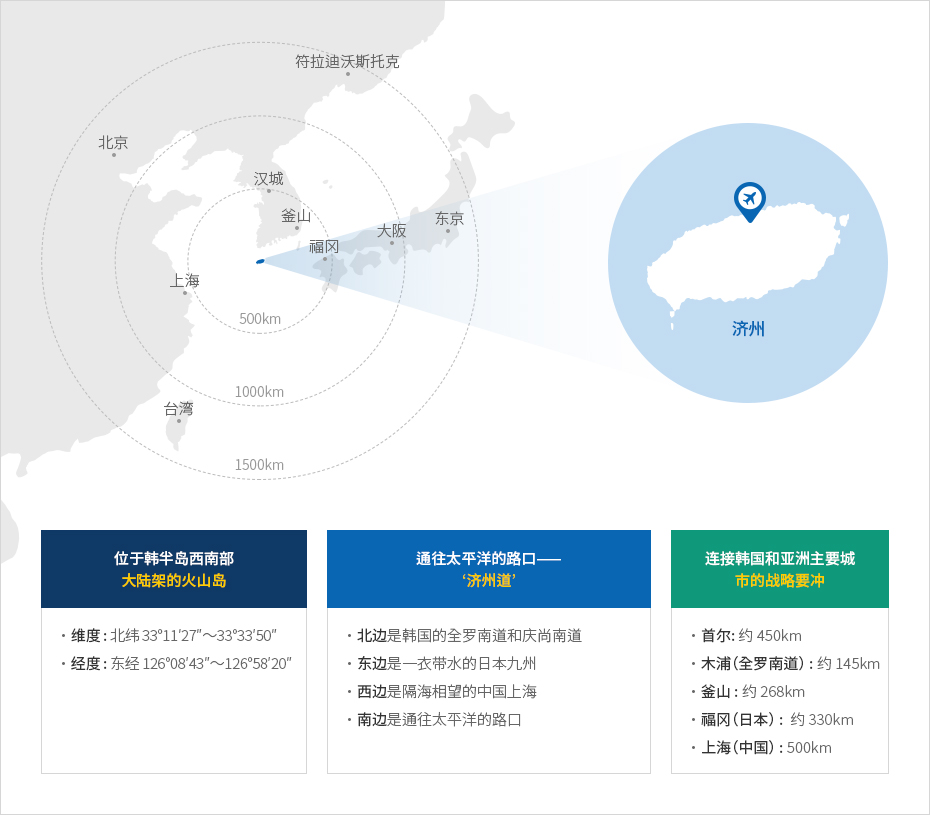 符拉迪沃斯托克
北京
汉城
釜山
东京
大阪
福冈
上海
500km
济州
1000km
台湾
1500km
位于韩半岛西南部
大陆架的火山岛
· 维度 : 北纬 33°11′27″～33°33′50″
· 经度 : 东经 126°08′43″～126°58′20″
通往太平洋的路口——
‘济州道’
· 北边是韩国的全罗南道和庆尚南道
· 东边是一衣带水的日本九州
· 西边是隔海相望的中国上海
· 南边是通往太平洋的路口
连接韩国和亚洲主要城
市的战略要冲
· 首尔: 约 450km
· 木浦（全罗南道）: 约 145km
· 釜山 : 约 268km
· 福冈（日本）: 约 330km
· 上海（中国）: 500km